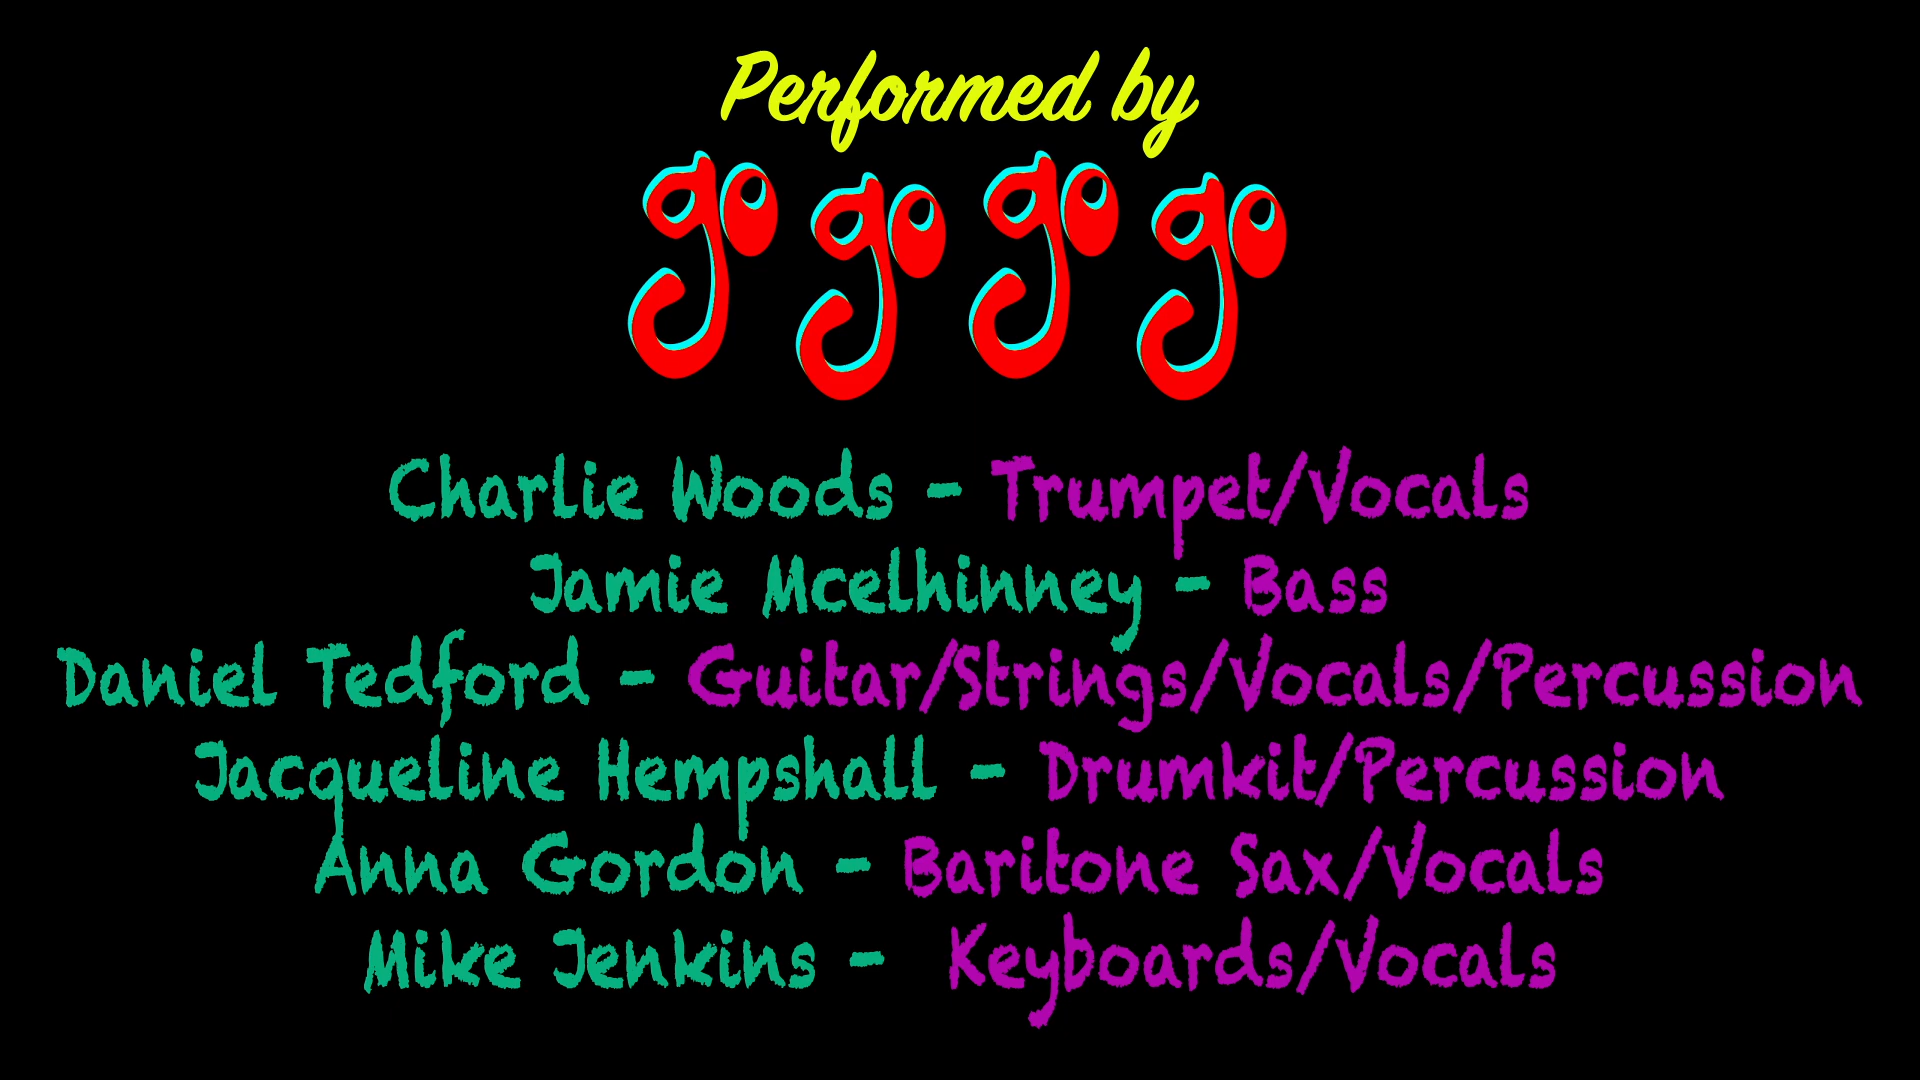 Performed by
go go go go
Charlie Woods - Trumpet/Vocals
Jamie Mcelhinney - Bass
Daniel Tedford - Guitar/Strings/Vocals/Percussion
Jacqueline Hempshall - Drumkit/Percussion
Anna Gordon - Baritone Sax/Vocals
Mike Jenkins - Keyboards/Vocals